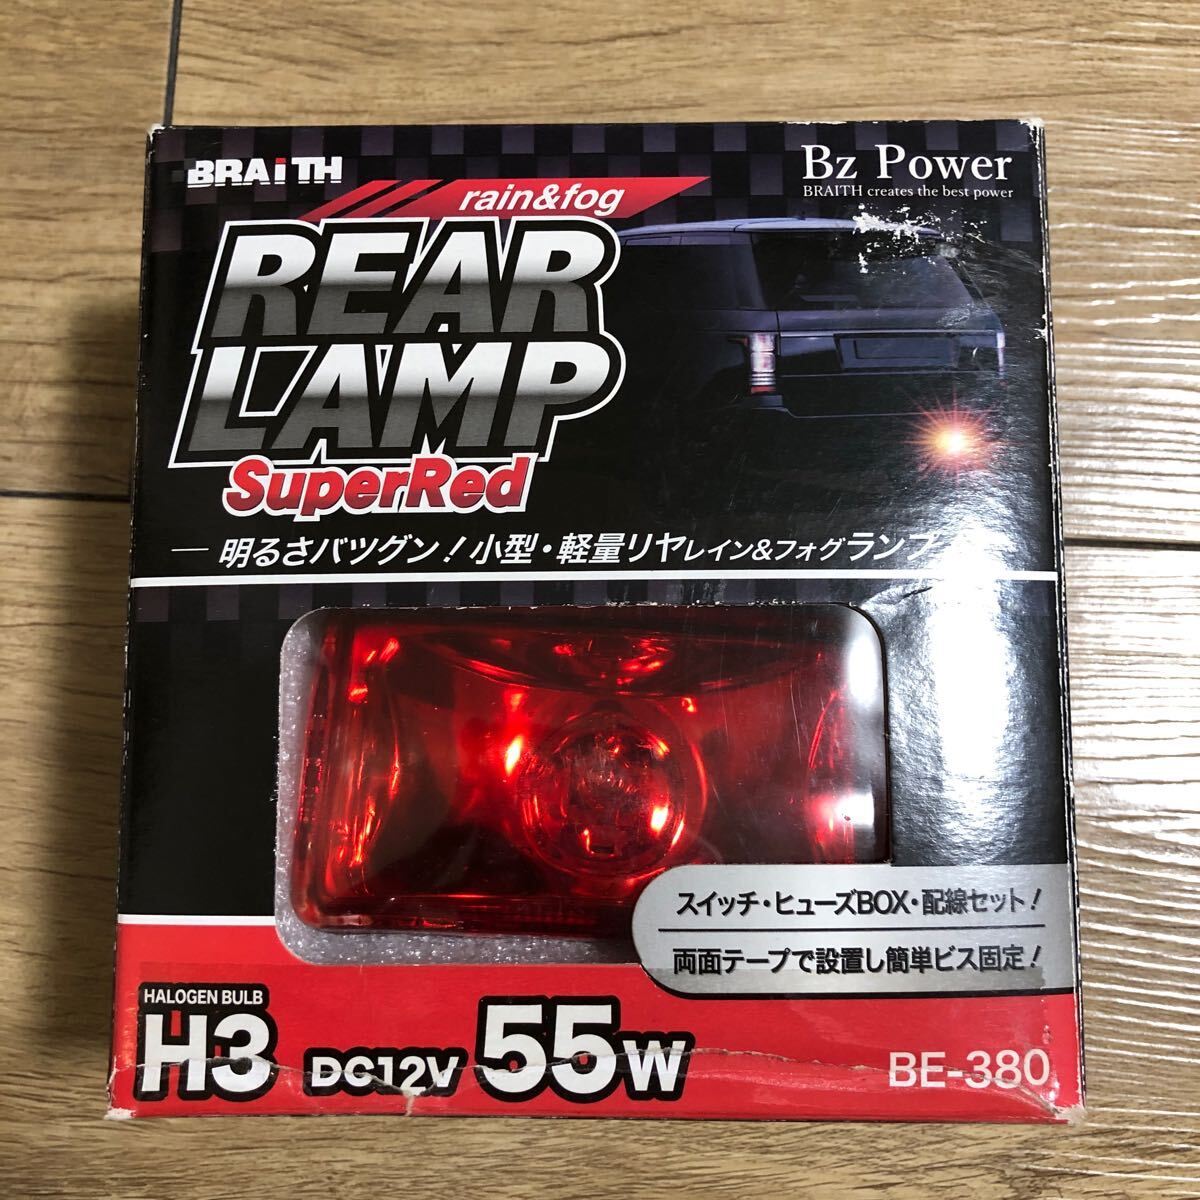 BRAiTH
Bz Power
BRAITH creates the best power
rain&fog
REAR
LAMP
SuperRed
明るさバツグン！小型・軽量リヤレイン&フォグランプ
スイッチ・ヒューズBOX・配線セット！
両面テープで設置し簡単ビス固定！
HALOGEN BULB
H3 DC12V 55W
BE-380